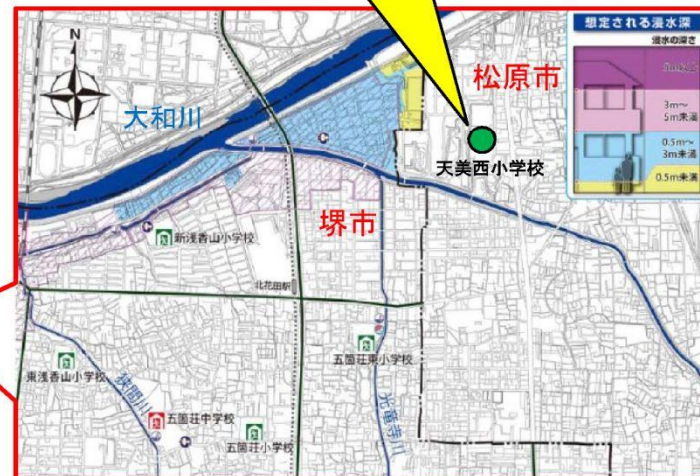 N
大和川
松原市
天美西小学校
堺市
新浅香山小学校
北花田駅
五箇荘東小学校
東浅香山小学校
狭間川
五箇荘中学校
五箇荘小学校
光竜寺川
想定される浸水深
浸水の深さ
5m以上
3m～
5m未満
0.5m～
3m未満
0.5m未満